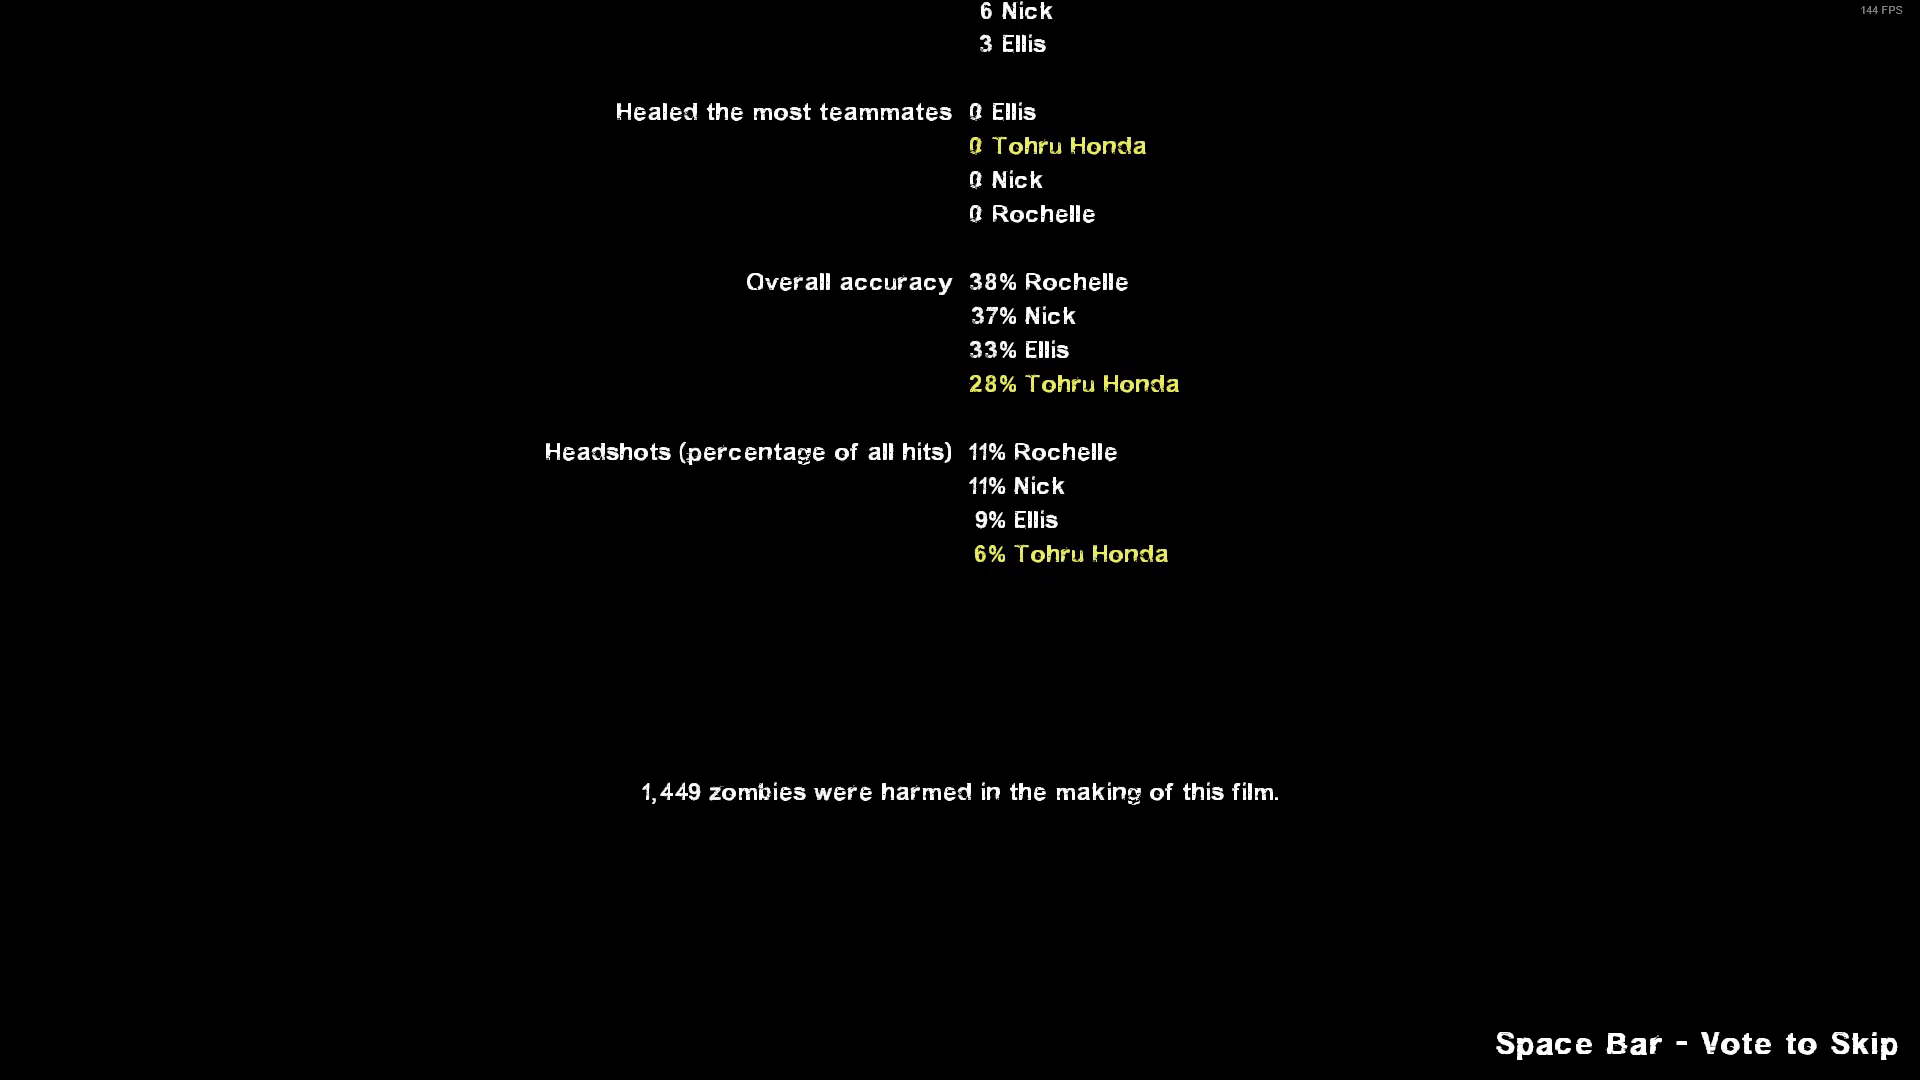 6 Nick
144 FPS
3 Ellis
Healed the most teammates 0 Ellis
0 Tohru Honda
0 Nick
0 Rochelle
Overall accuracy 38% Rochelle
37% Nick
33% Ellis
28% Tohru Honda
Headshots (percentage of all hits) 11% Rochelle
11% Nick
9% Ellis
6% Tohru Honda
1,449 zombies were harmed in the making of this film.
Space Bar - Vote to Skip